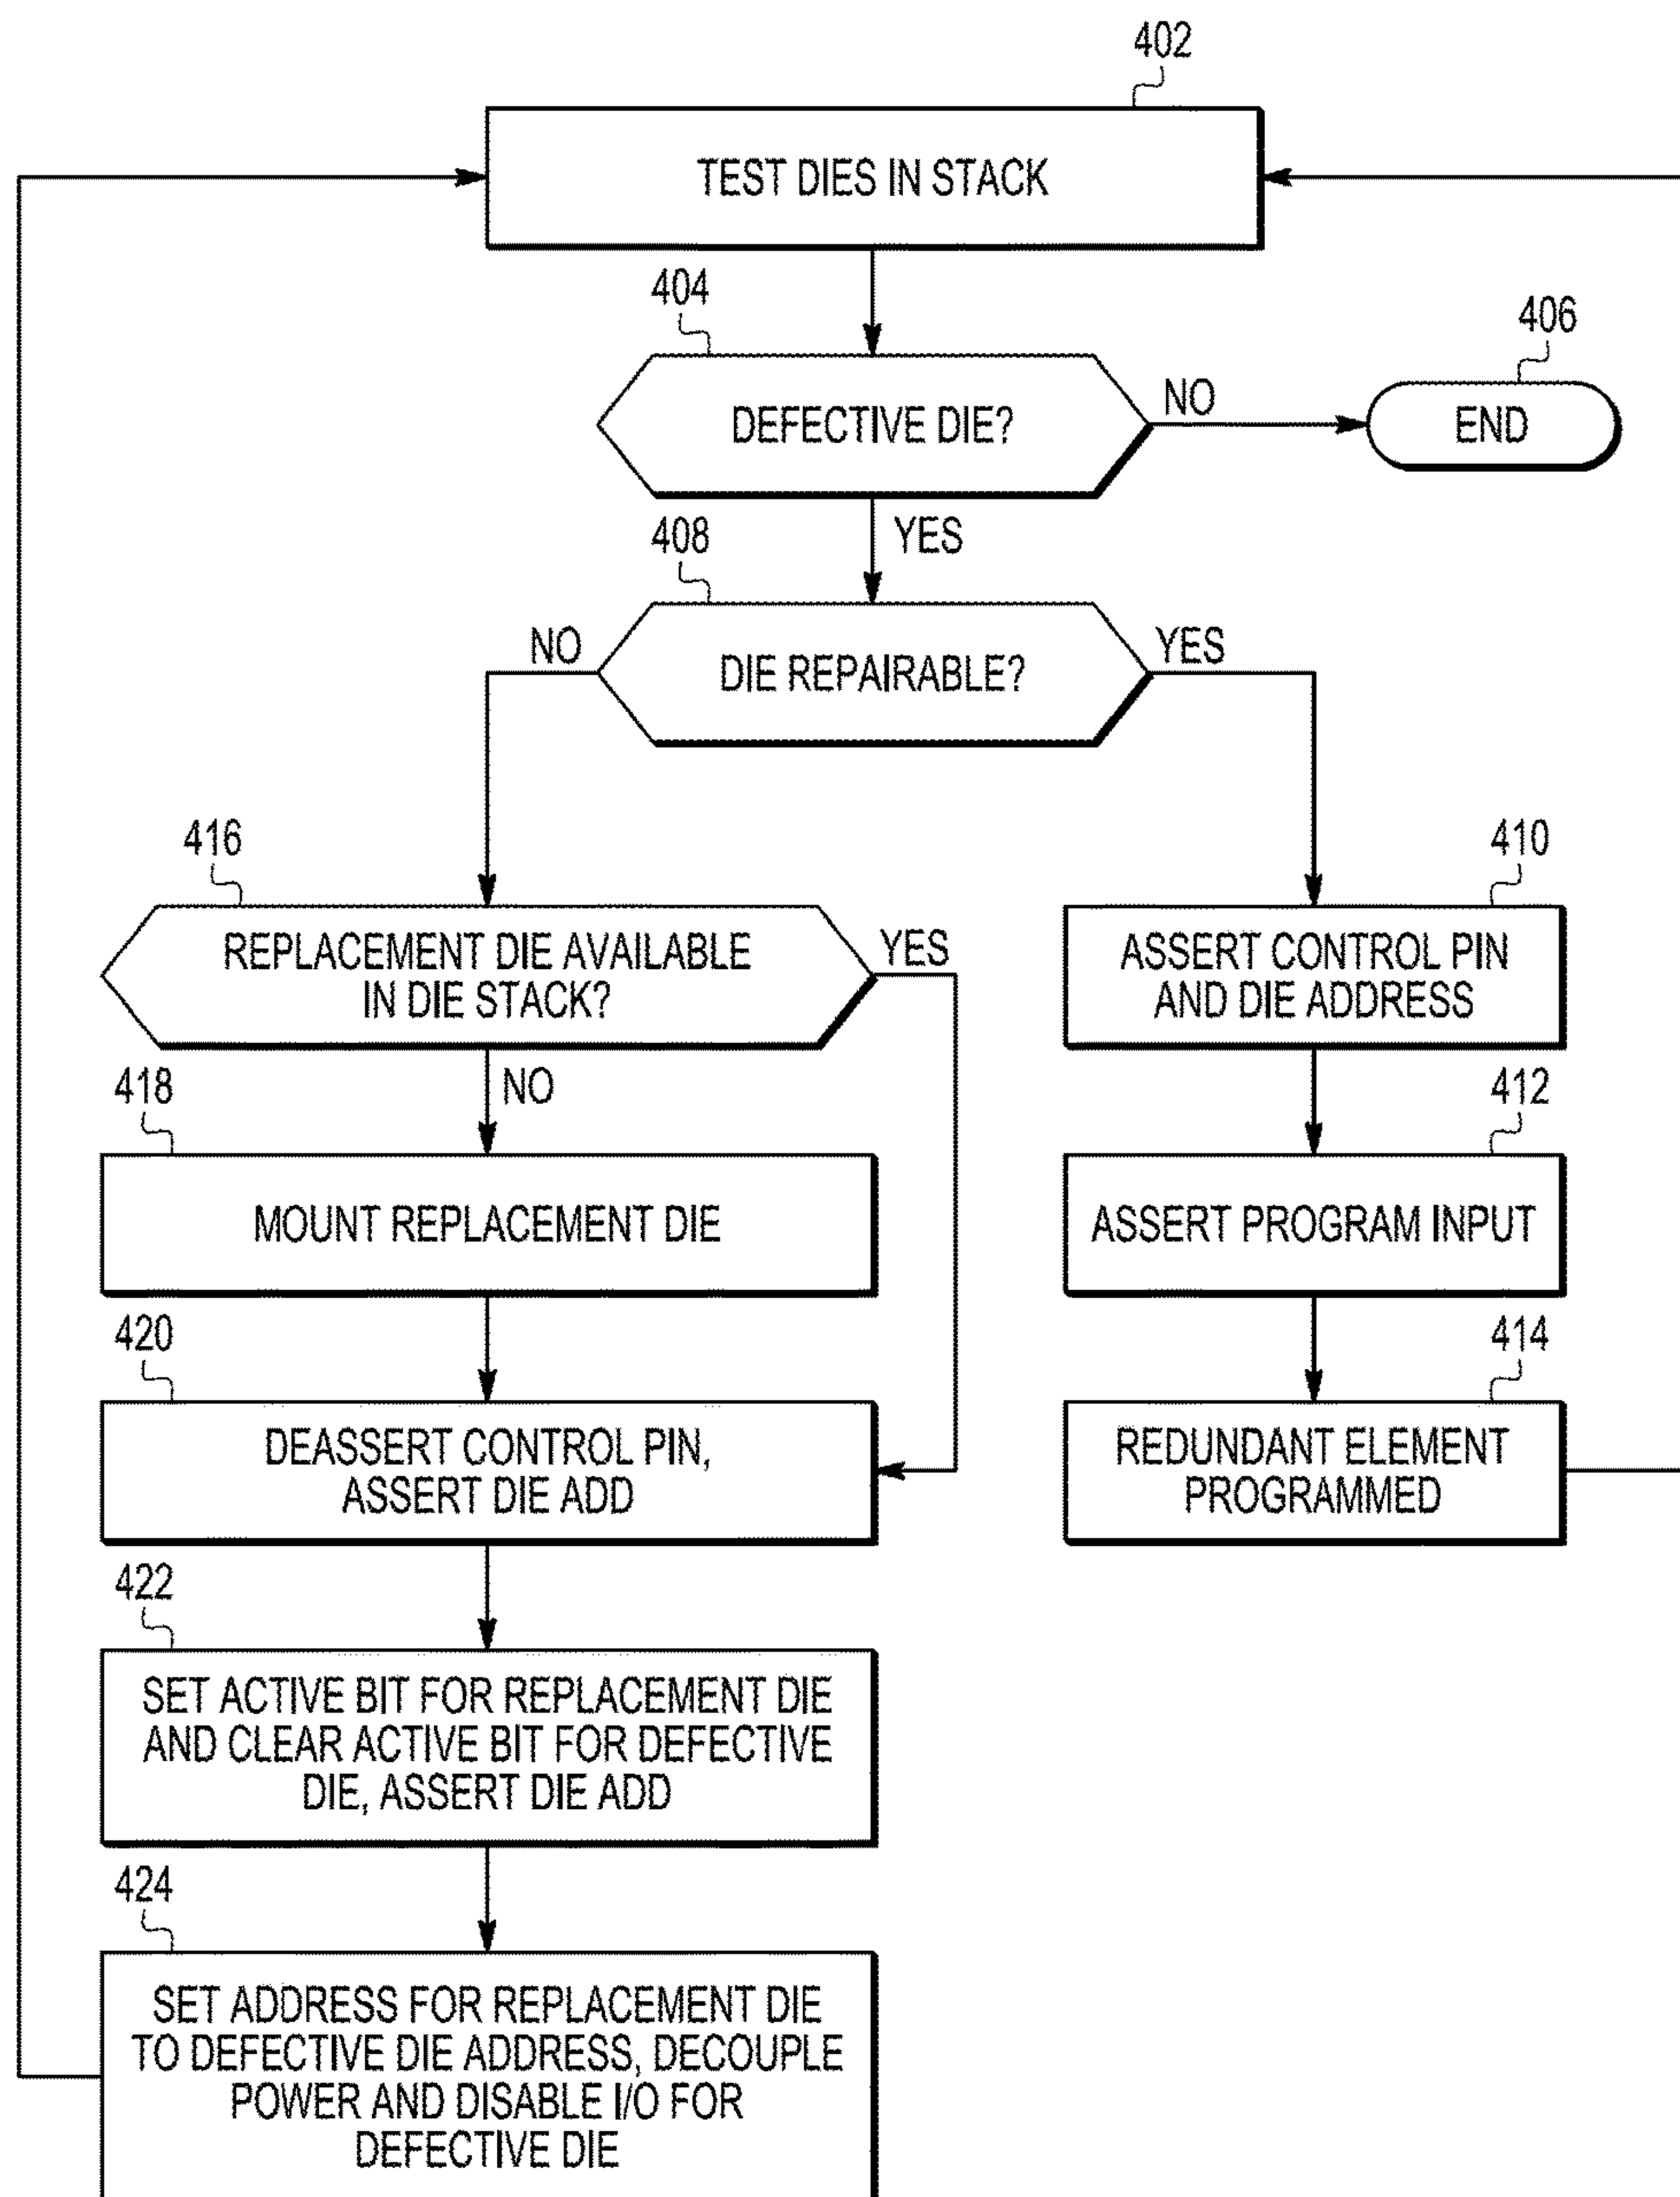 402
TEST DIES IN STACK
404
DEFECTIVE DIE?
NO
406
END
YES
408
DIE REPAIRABLE?
NO
YES
416
REPLACEMENT DIE AVAILABLE
IN DIE STACK?
YES
NO
410
ASSERT CONTROL PIN
AND DIE ADDRESS
418
MOUNT REPLACEMENT DIE
412
ASSERT PROGRAM INPUT
420
DEASSERT CONTROL PIN,
ASSERT DIE ADD
414
REDUNDANT ELEMENT
PROGRAMMED
422
SET ACTIVE BIT FOR REPLACEMENT DIE
AND CLEAR ACTIVE BIT FOR DEFECTIVE
DIE, ASSERT DIE ADD
424
SET ADDRESS FOR REPLACEMENT DIE
TO DEFECTIVE DIE ADDRESS, DECOUPLE
POWER AND DISABLE I/O FOR
DEFECTIVE DIE